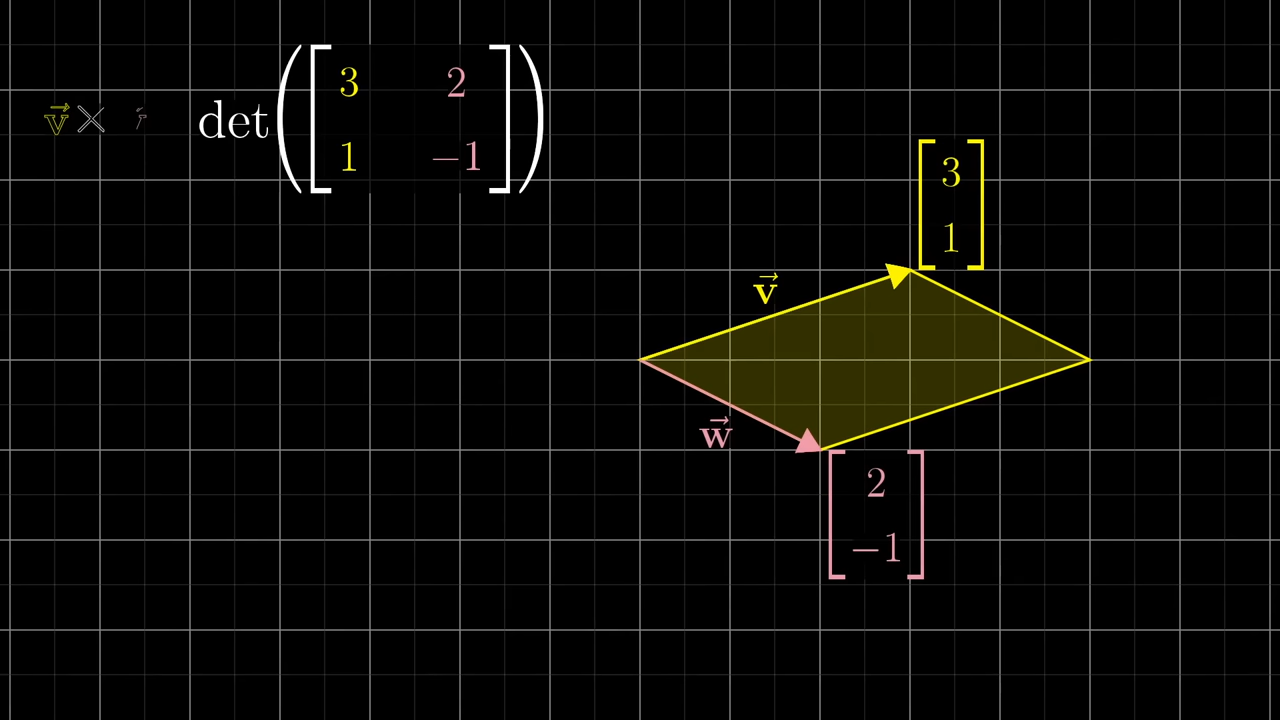 v⃗ × det([3 2
1 −1])
[3
1]
v⃗
w⃗
[2
−1]